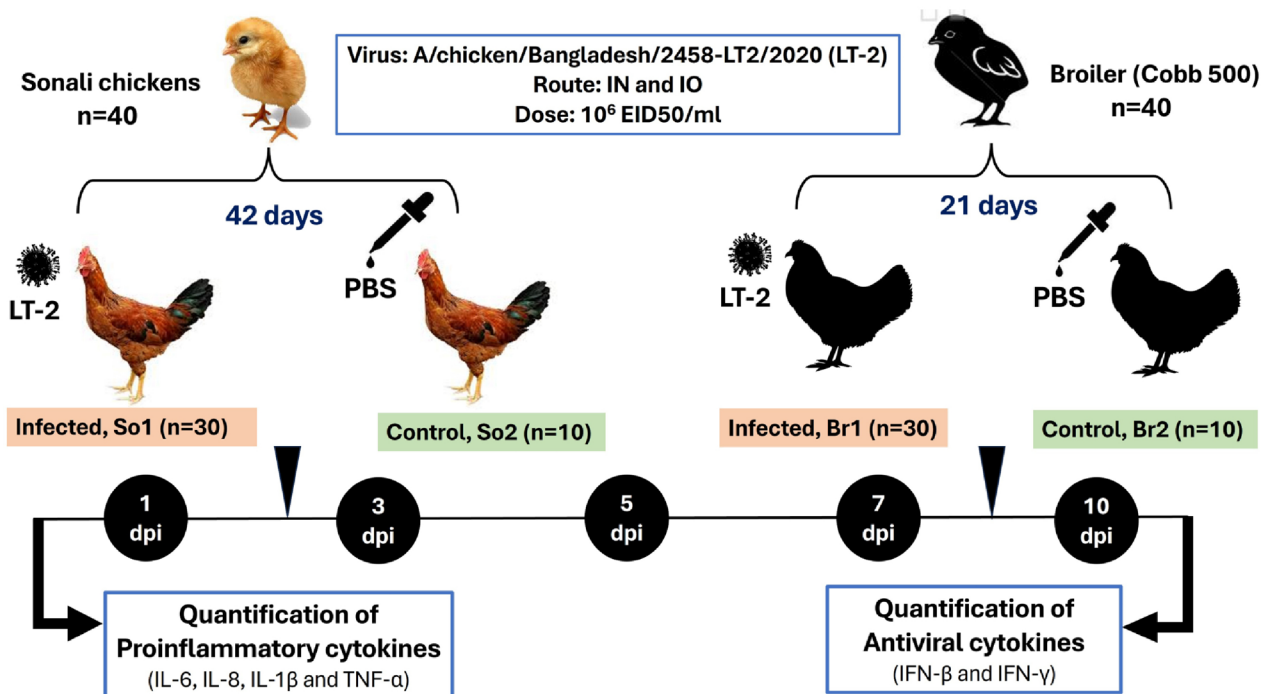 Sonali chickens
n=40
Virus: A/chicken/Bangladesh/2458-LT2/2020 (LT-2)
Route: IN and IO
Dose: 10⁶ EID50/ml
Broiler (Cobb 500)
n=40
42 days
LT-2
PBS
21 days
LT-2
PBS
Infected, So1 (n=30)
Control, So2 (n=10)
Infected, Br1 (n=30)
Control, Br2 (n=10)
1
dpi
3
dpi
5
dpi
7
dpi
10
dpi
Quantification of
Proinflammatory cytokines
(IL-6, IL-8, IL-1β and TNF-α)
Quantification of
Antiviral cytokines
(IFN-β and IFN-γ)